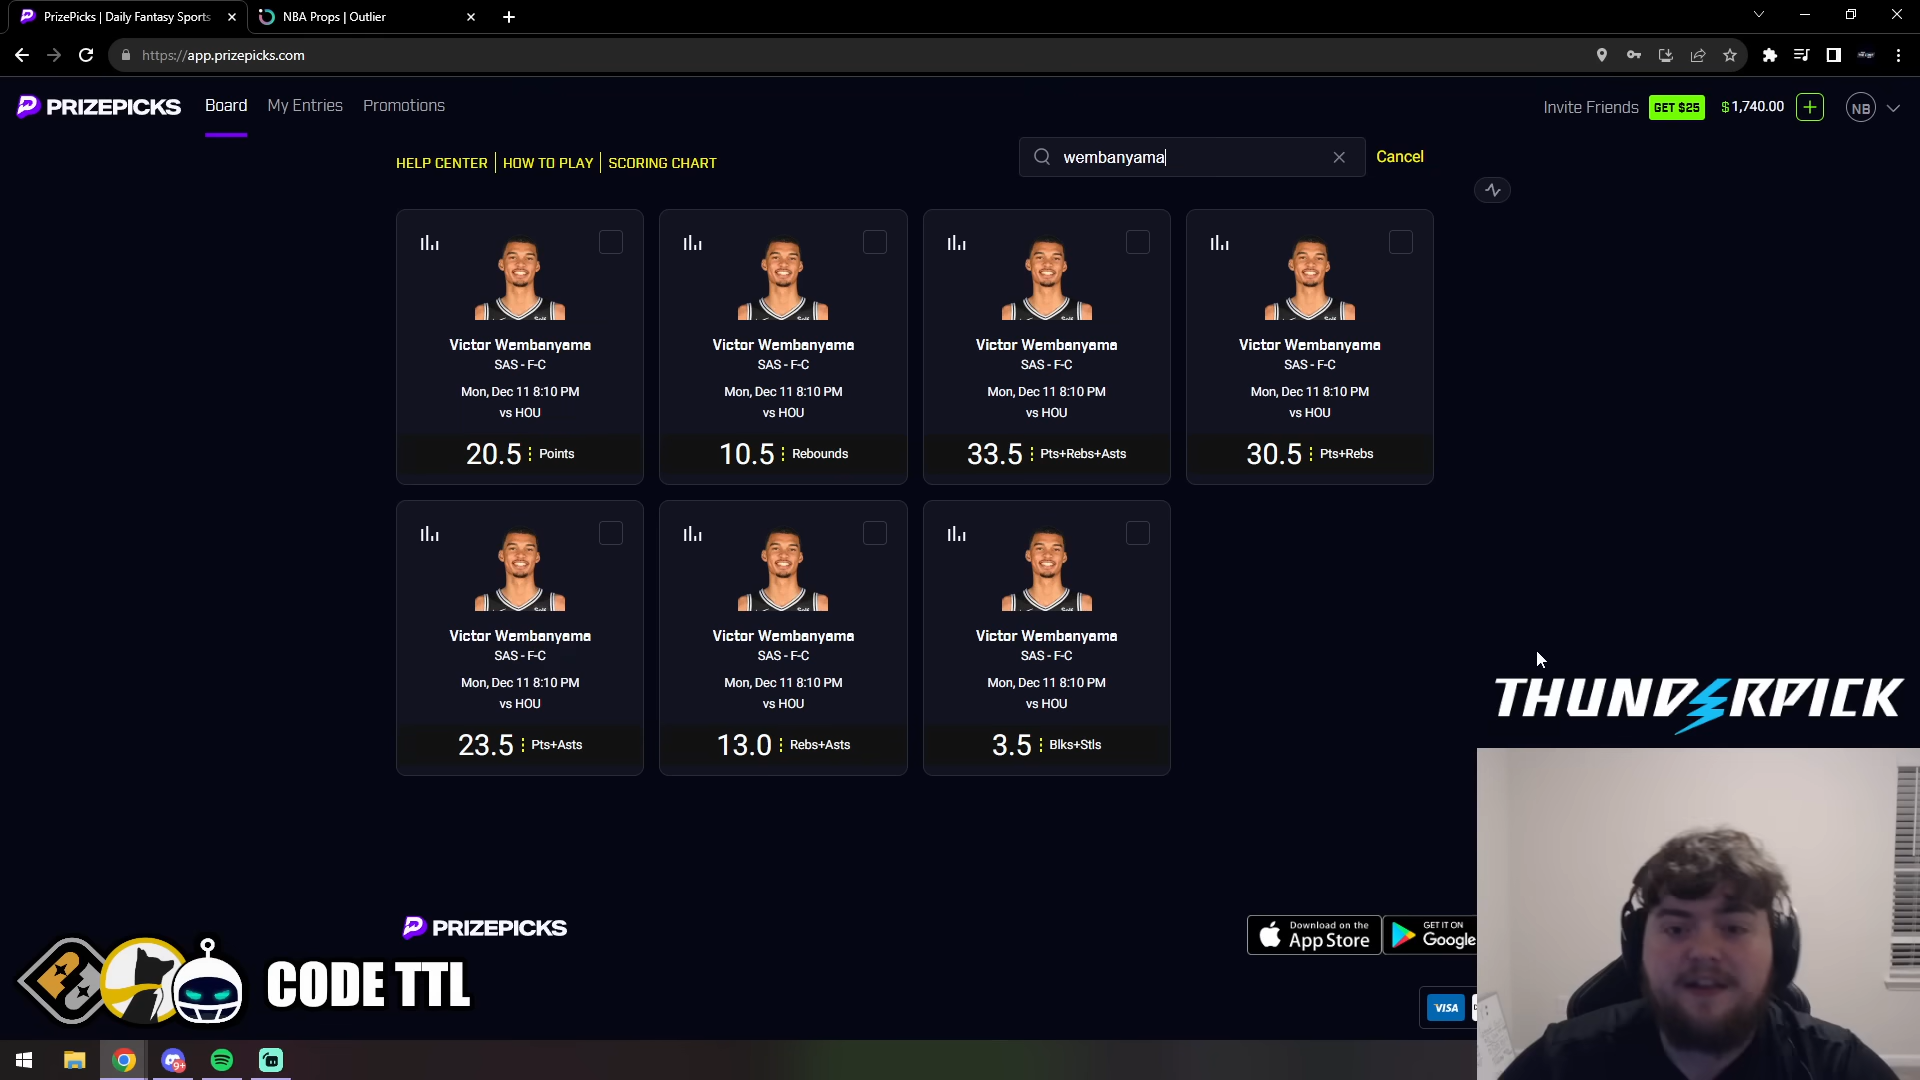 PrizePicks | Daily Fantasy Sports
NBA Props | Outlier
https://app.prizepicks.com
PRIZEPICKS
Board
My Entries
Promotions
Invite Friends
GET $25
$1,740.00
NB
HELP CENTER
HOW TO PLAY
SCORING CHART
wembanyama
Cancel
Victor Wembanyama
SAS - F-C
Mon, Dec 11 8:10 PM
vs HOU
20.5 Points
Victor Wembanyama
SAS - F-C
Mon, Dec 11 8:10 PM
vs HOU
10.5 Rebounds
Victor Wembanyama
SAS - F-C
Mon, Dec 11 8:10 PM
vs HOU
33.5 Pts+Rebs+Asts
Victor Wembanyama
SAS - F-C
Mon, Dec 11 8:10 PM
vs HOU
30.5 Pts+Rebs
Victor Wembanyama
SAS - F-C
Mon, Dec 11 8:10 PM
vs HOU
23.5 Pts+Asts
Victor Wembanyama
SAS - F-C
Mon, Dec 11 8:10 PM
vs HOU
13.0 Rebs+Asts
Victor Wembanyama
SAS - F-C
Mon, Dec 11 8:10 PM
vs HOU
3.5 Blks+Stls
THUNDERPICK
PRIZEPICKS
Download on the
App Store
GET IT ON
Google
CODE TTL
VISA
9+